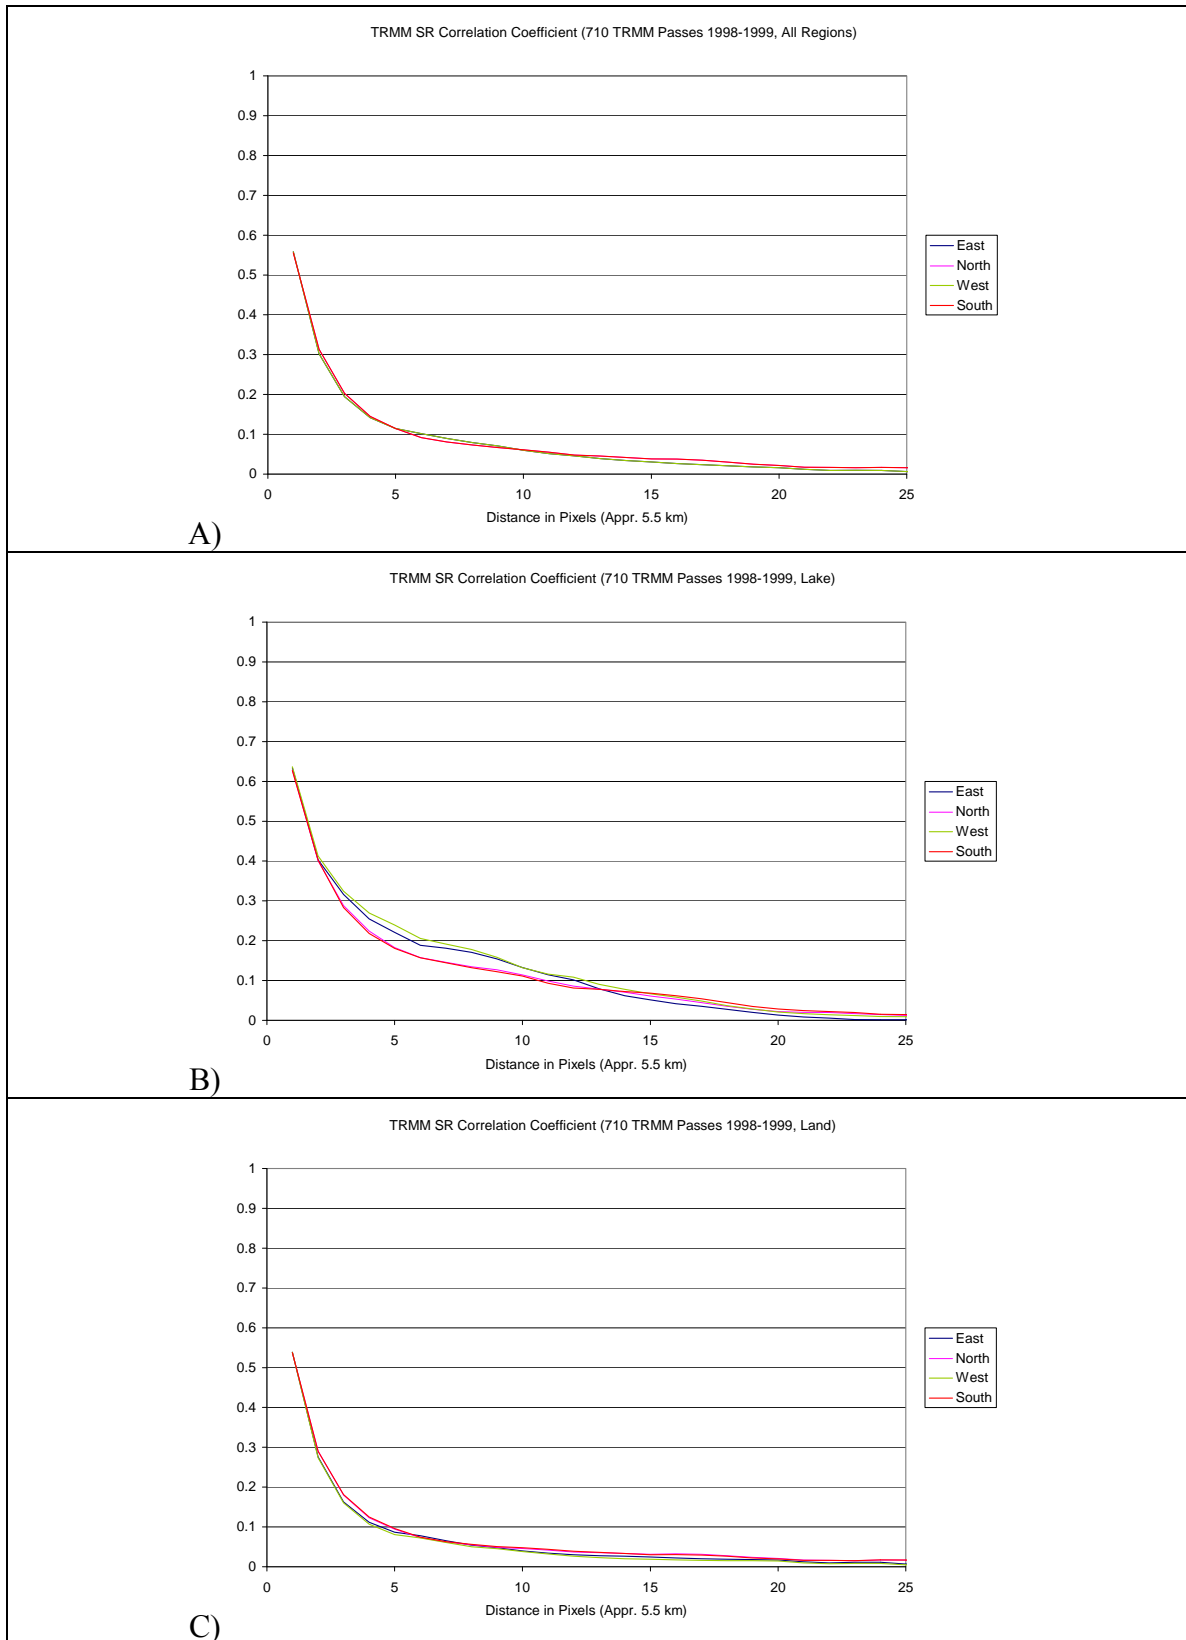 TRMM SR Correlation Coefficient (710 TRMM Passes 1998-1999, All Regions)
1
0.9
0.8
0.7
0.6
0.5
0.4
0.3
0.2
0.1
0
0 5 10 15 20 25
Distance in Pixels (Appr. 5.5 km)
East
North
West
South
A)
TRMM SR Correlation Coefficient (710 TRMM Passes 1998-1999, Lake)
1
0.9
0.8
0.7
0.6
0.5
0.4
0.3
0.2
0.1
0
0 5 10 15 20 25
Distance in Pixels (Appr. 5.5 km)
East
North
West
South
B)
TRMM SR Correlation Coefficient (710 TRMM Passes 1998-1999, Land)
1
0.9
0.8
0.7
0.6
0.5
0.4
0.3
0.2
0.1
0
0 5 10 15 20 25
Distance in Pixels (Appr. 5.5 km)
East
North
West
South
C)